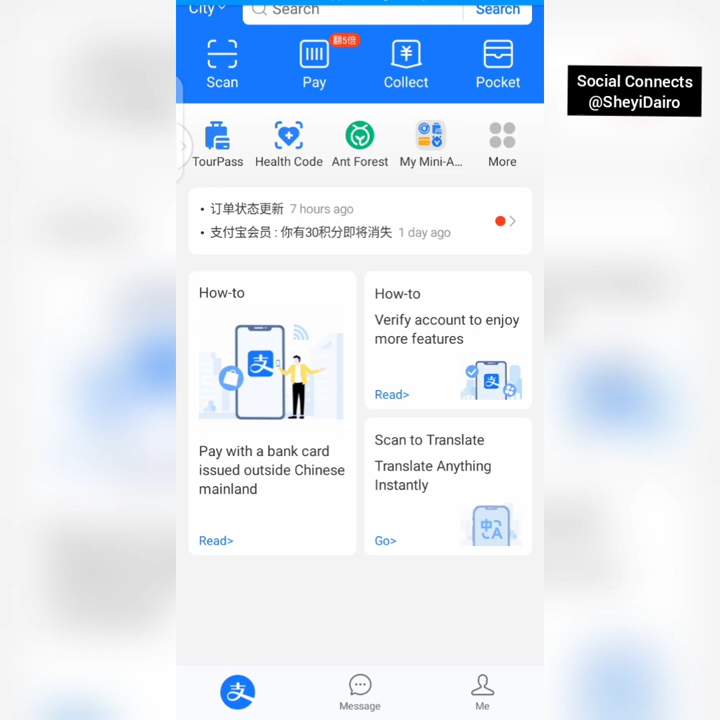 City
Search
Search
Social Connects
@SheyiDairo
翻5倍
Scan
Pay
Collect
Pocket
TourPass
Health Code
Ant Forest
My Mini-A...
More
• 订单状态更新 7 hours ago
• 支付宝会员 : 你有30积分即将消失 1 day ago
How-to
支
Pay with a bank card
issued outside Chinese
mainland
Read>
How-to
Verify account to enjoy
more features
支
Read>
Scan to Translate
Translate Anything
Instantly
中
A
Go>
支
Message
Me